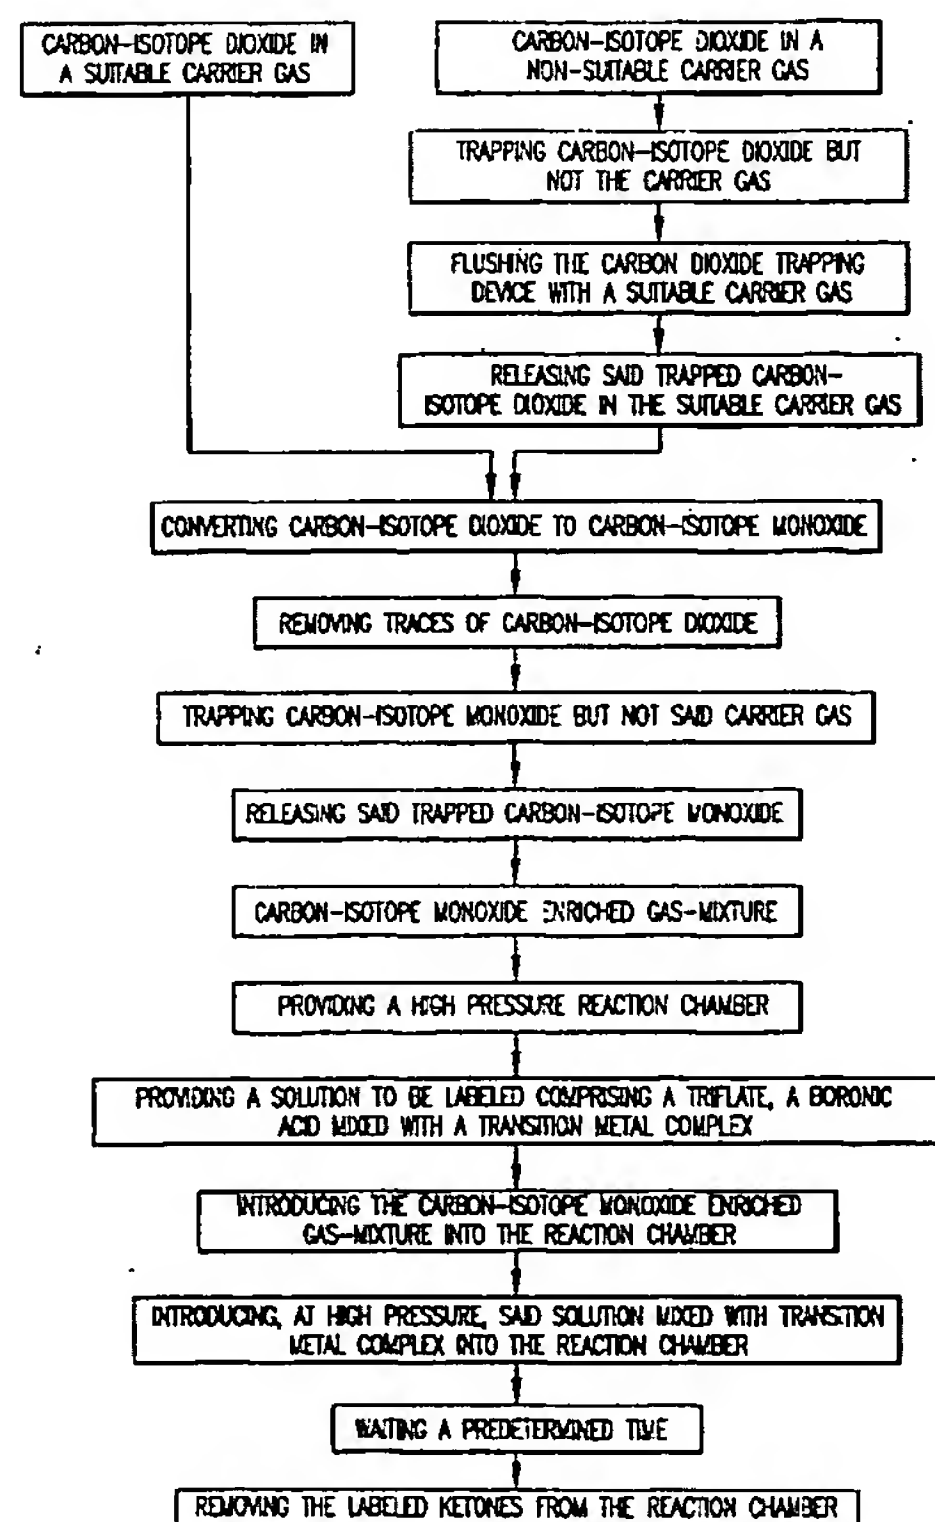 CARBON-ISOTOPE DIOXIDE IN
A SUITABLE CARRIER GAS
CARBON-ISOTOPE DIOXIDE IN A
NON-SUITABLE CARRIER GAS
TRAPPING CARBON-ISOTOPE DIOXIDE BUT
NOT THE CARRIER GAS
FLUSHING THE CARBON DIOXIDE TRAPPING
DEVICE WITH A SUITABLE CARRIER GAS
RELEASING SAID TRAPPED CARBON-
ISOTOPE DIOXIDE IN THE SUITABLE CARRIER GAS
CONVERTING CARBON-ISOTOPE DIOXIDE TO CARBON-ISOTOPE MONOXIDE
REMOVING TRACES OF CARBON-ISOTOPE DIOXIDE
TRAPPING CARBON-ISOTOPE MONOXIDE BUT NOT SAID CARRIER GAS
RELEASING SAID TRAPPED CARBON-ISOTOPE MONOXIDE
CARBON-ISOTOPE MONOXIDE ENRICHED GAS-MIXTURE
PROVIDING A HIGH PRESSURE REACTION CHAMBER
PROVIDING A SOLUTION TO BE LABELED COMPRISING A TRIFLATE, A BORONIC
ACID MIXED WITH A TRANSITION METAL COMPLEX
INTRODUCING THE CARBON-ISOTOPE MONOXIDE ENRICHED
GAS-MIXTURE INTO THE REACTION CHAMBER
INTRODUCING, AT HIGH PRESSURE, SAID SOLUTION MIXED WITH TRANSITION
METAL COMPLEX INTO THE REACTION CHAMBER
WAITING A PREDETERMINED TIME
REMOVING THE LABELED KETONES FROM THE REACTION CHAMBER